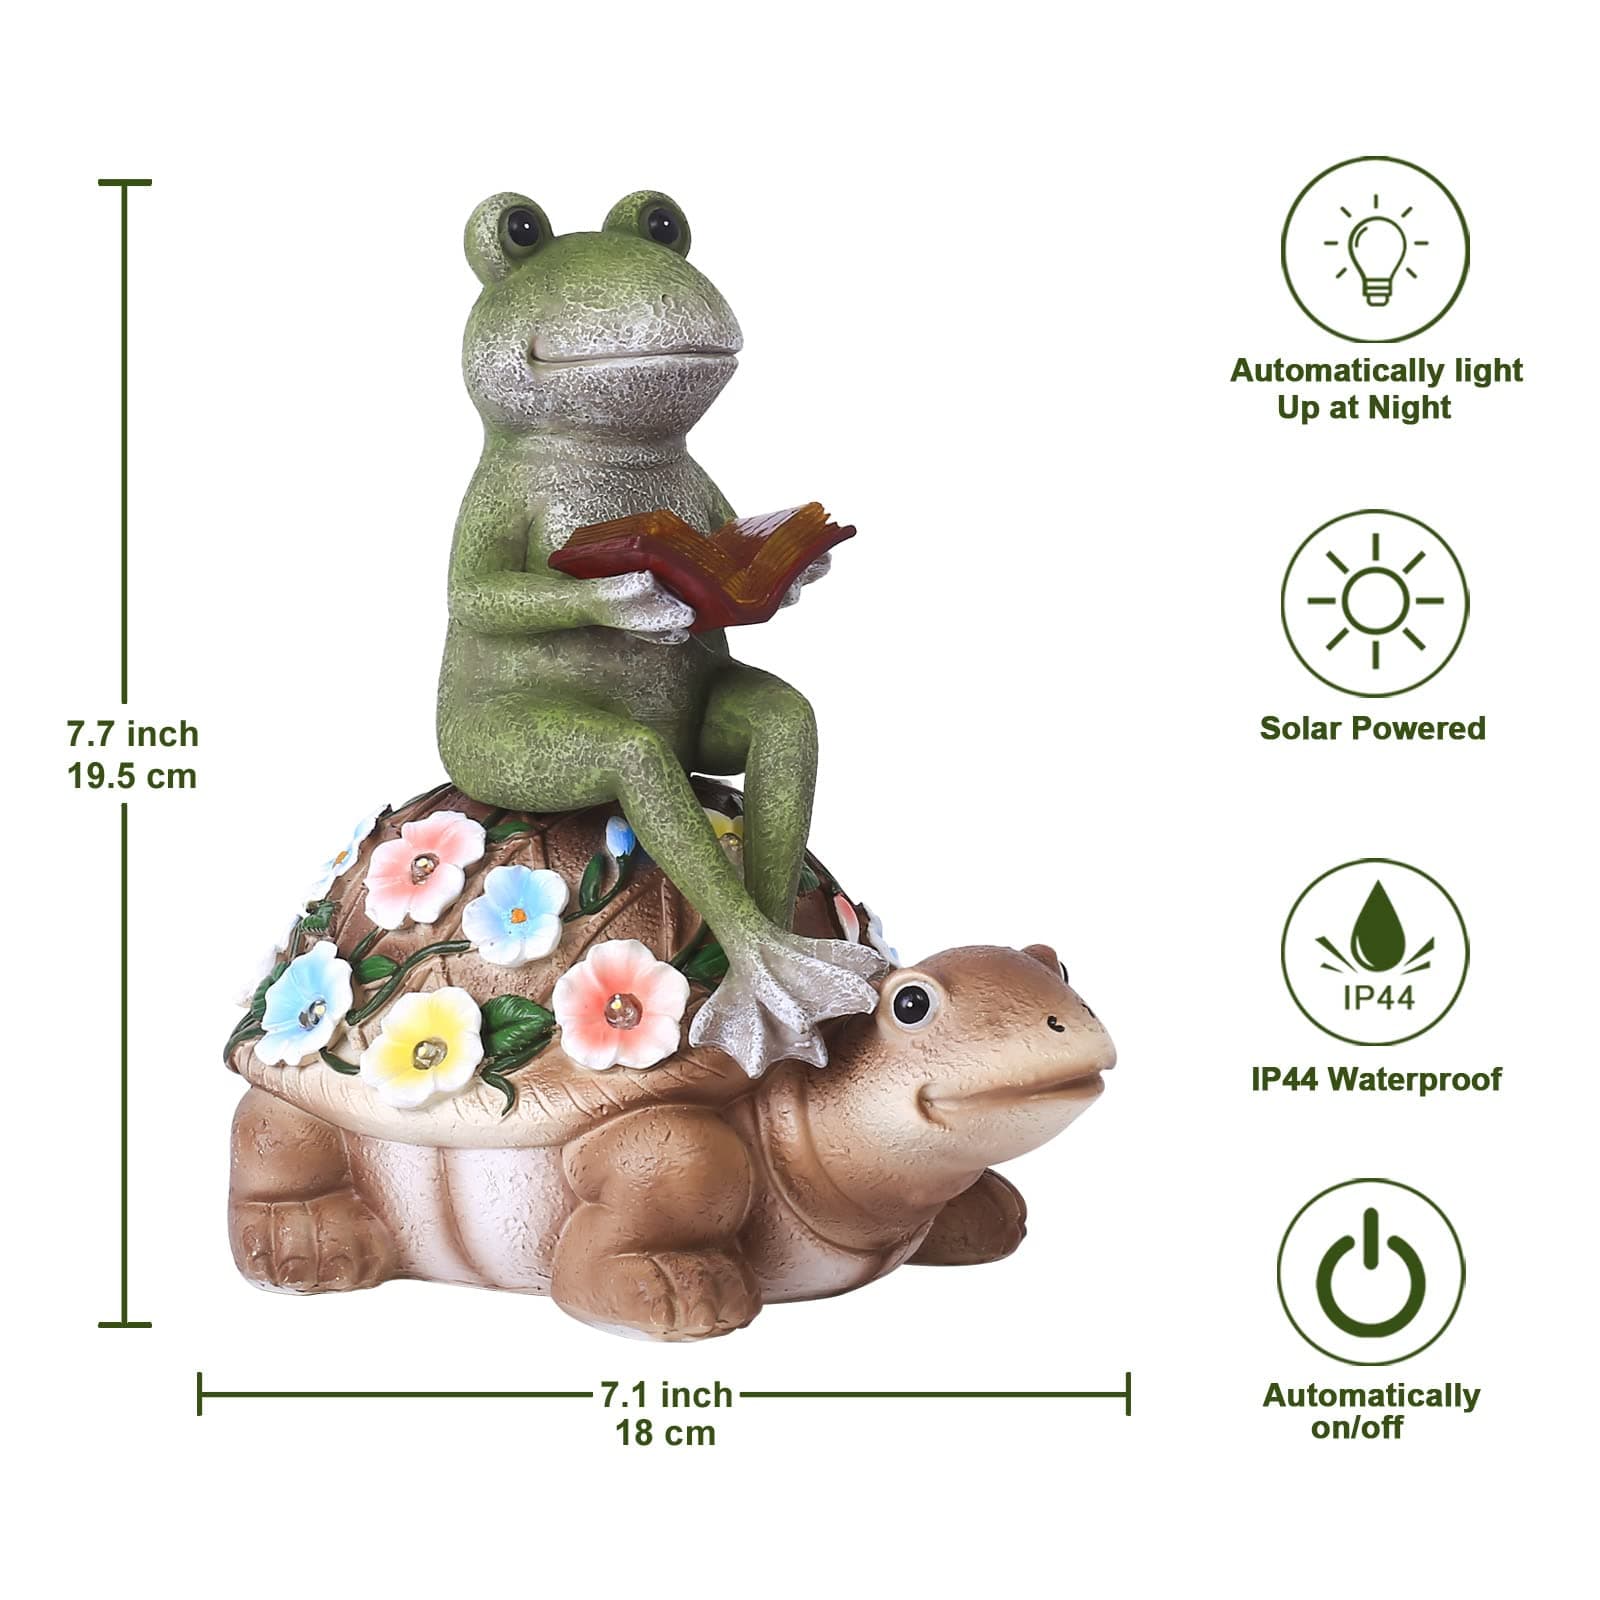 Automatically light
Up at Night
Solar Powered
7.7 inch
19.5 cm
IP44
IP44 Waterproof
Automatically
on/off
7.1 inch
18 cm